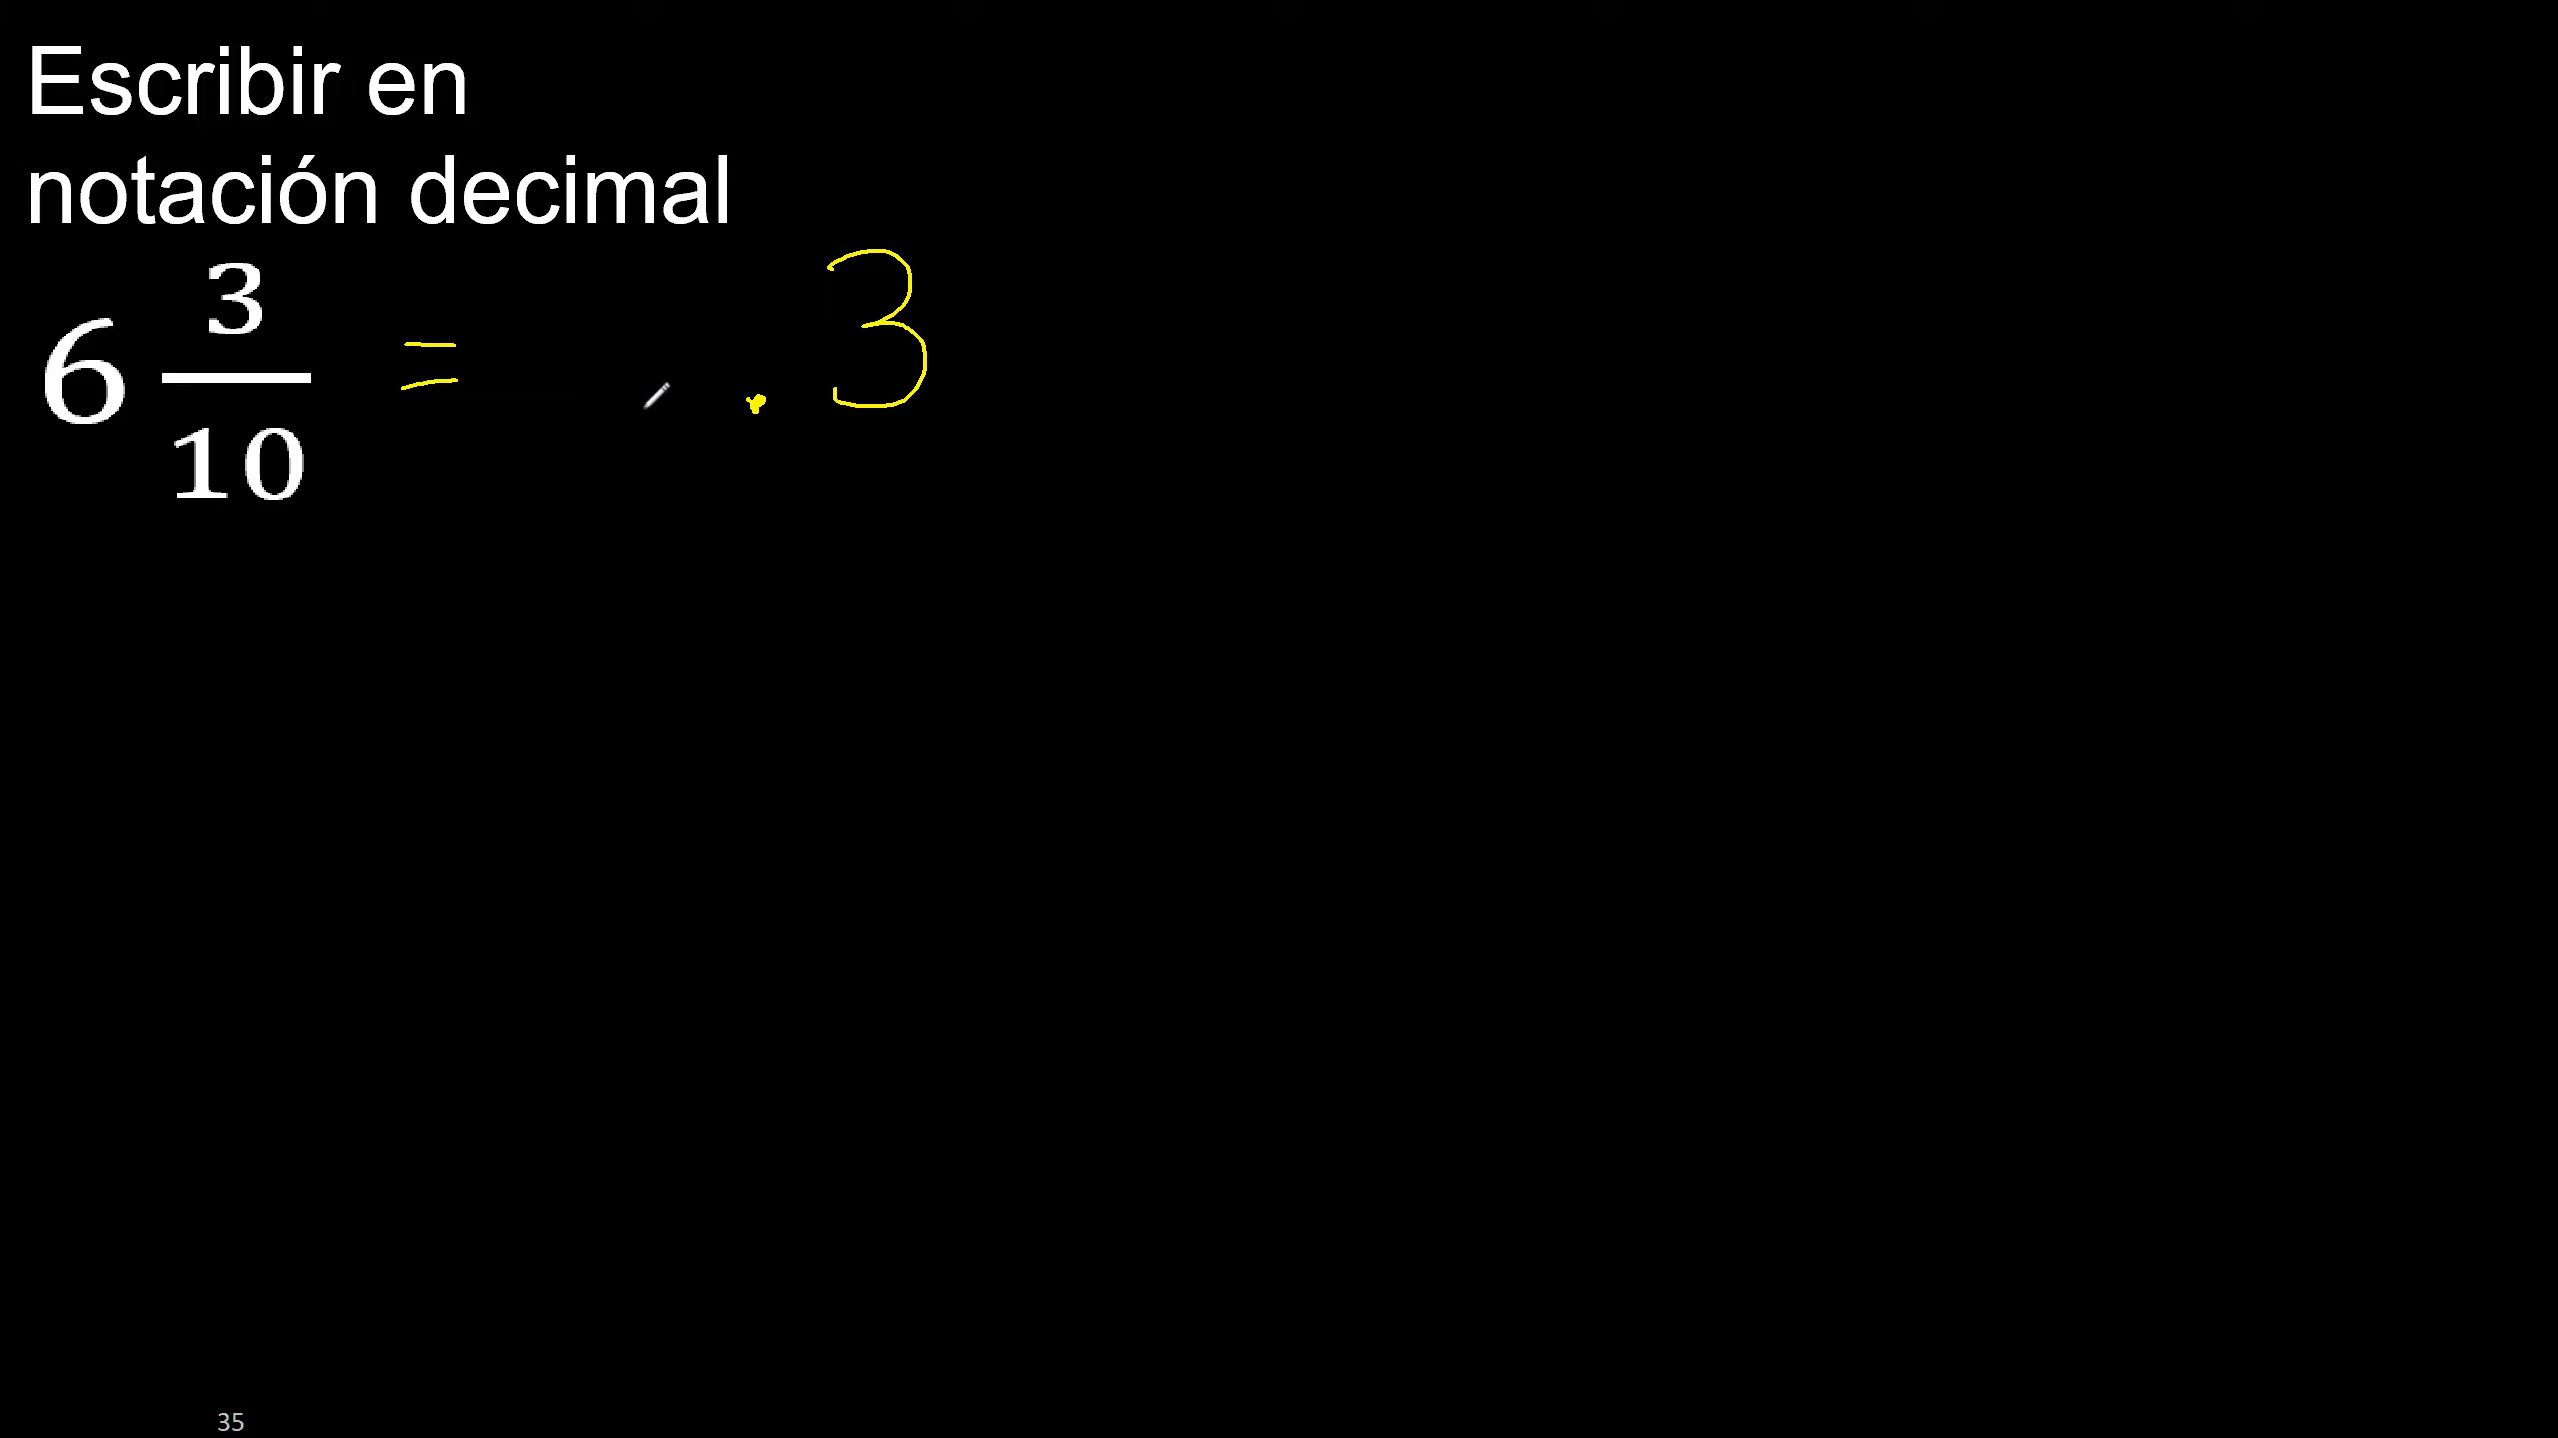 Escribir en
notación decimal
6 3/10 = .3
35